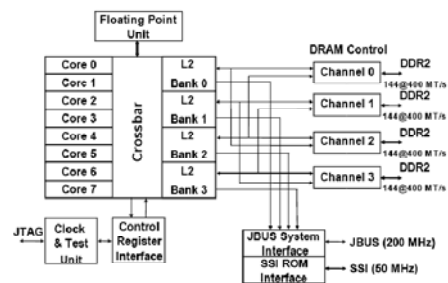 Floating Point
Unit
DRAM Control
Core 0
Core 1
Core 2
Core 3
Core 4
Core 5
Core 6
Core 7
Crossbar
L2
Bank 0
L2
Bank 1
L2
Bank 2
L2
Bank 3
Channel 0
Channel 1
Channel 2
Channel 3
DDR2
144@400 MT/s
DDR2
144@400 MT/s
DDR2
144@400 MT/s
DDR2
144@400 MT/s
JTAG
Clock
& Test
Unit
Control
Register
Interface
JBUS System
Interface
SSI ROM
Interface
JBUS (200 MHz)
SSI (50 MHz)